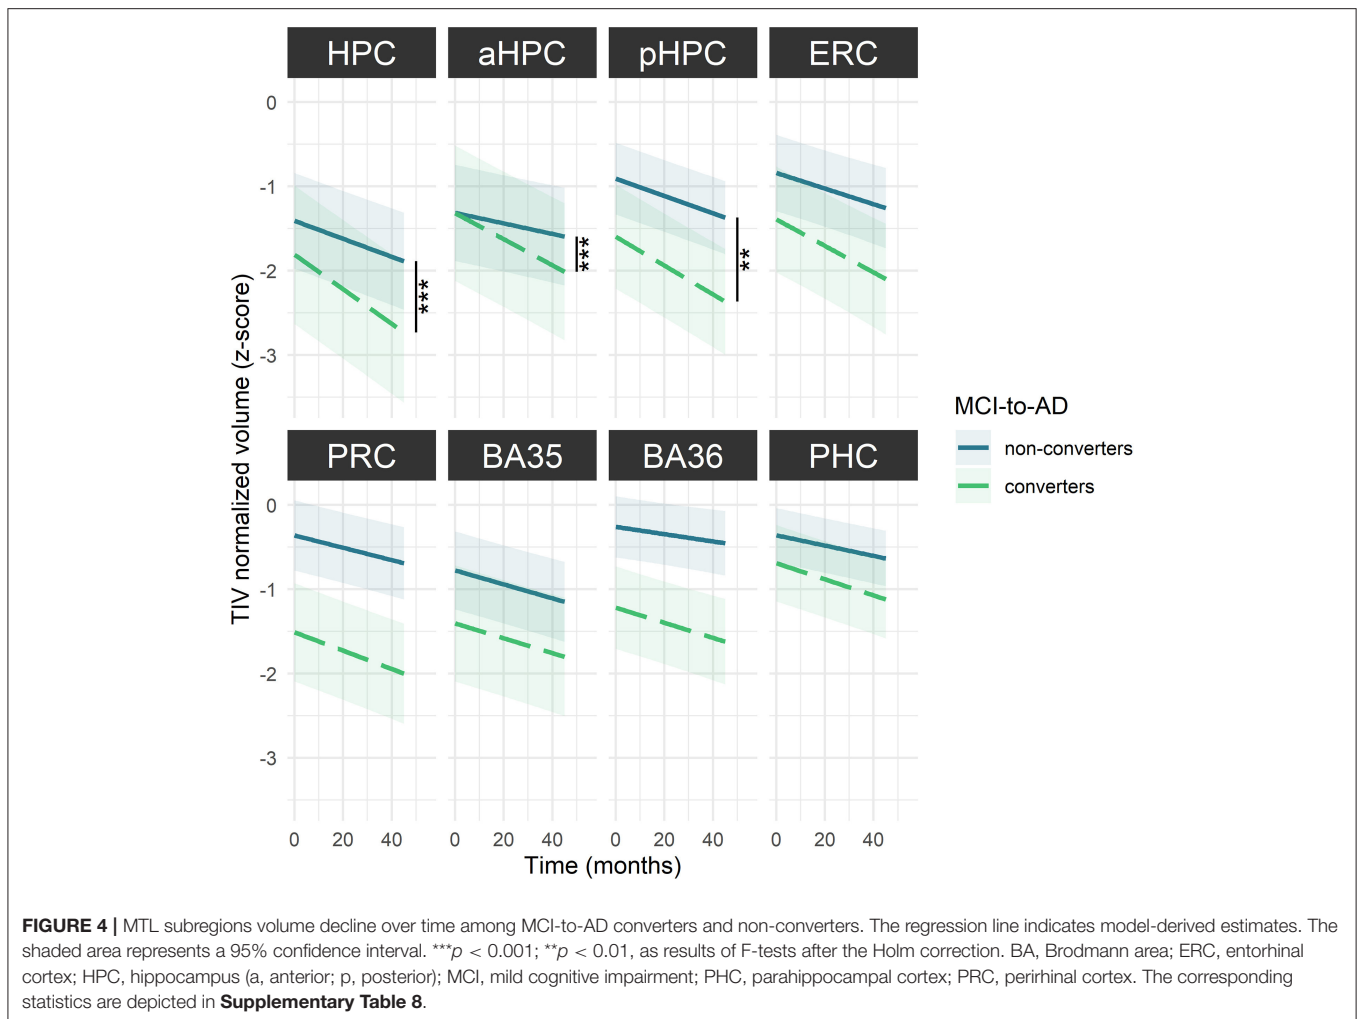 HPC aHPC pHPC ERC
0
-1
-2
-3
***
***
**
TIV normalized volume (z-score)
PRC BA35 BA36 PHC
0
-1
-2
-3
0 20 40 0 20 40 0 20 40 0 20 40
Time (months)
MCI-to-AD
non-converters
converters
FIGURE 4 | MTL subregions volume decline over time among MCI-to-AD converters and non-converters. The regression line indicates model-derived estimates. The
shaded area represents a 95% confidence interval. ***p < 0.001; **p < 0.01, as results of F-tests after the Holm correction. BA, Brodmann area; ERC, entorhinal
cortex; HPC, hippocampus (a, anterior; p, posterior); MCI, mild cognitive impairment; PHC, parahippocampal cortex; PRC, perirhinal cortex. The corresponding
statistics are depicted in Supplementary Table 8.